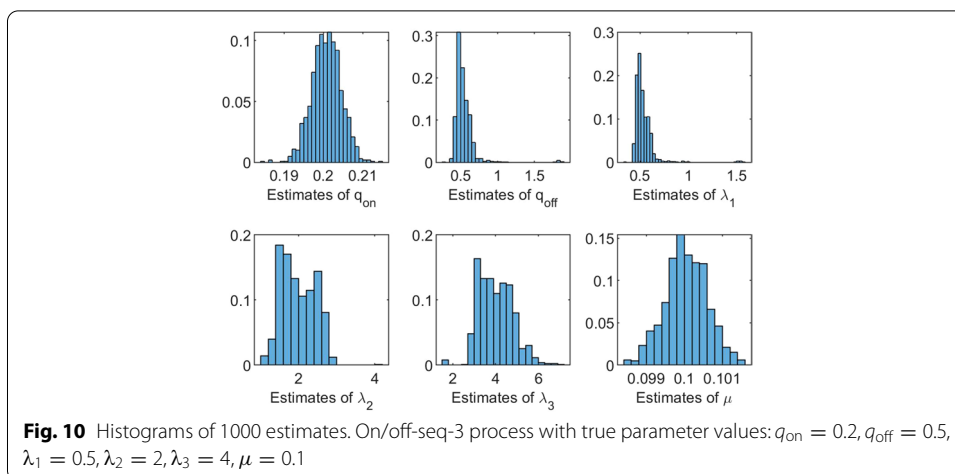 0.1
0.05
0
0.19 0.2 0.21
Estimates of q_on
0.3
0.2
0.1
0
0.5 1 1.5
Estimates of q_off
0.3
0.2
0.1
0
0.5 1 1.5
Estimates of λ_1
0.2
0.1
0
2 4
Estimates of λ_2
0.2
0.1
0
2 4 6
Estimates of λ_3
0.15
0.1
0.05
0
0.099 0.1 0.101
Estimates of μ
Fig. 10 Histograms of 1000 estimates. On/off-seq-3 process with true parameter values: q_on = 0.2, q_off = 0.5,
λ_1 = 0.5, λ_2 = 2, λ_3 = 4, μ = 0.1